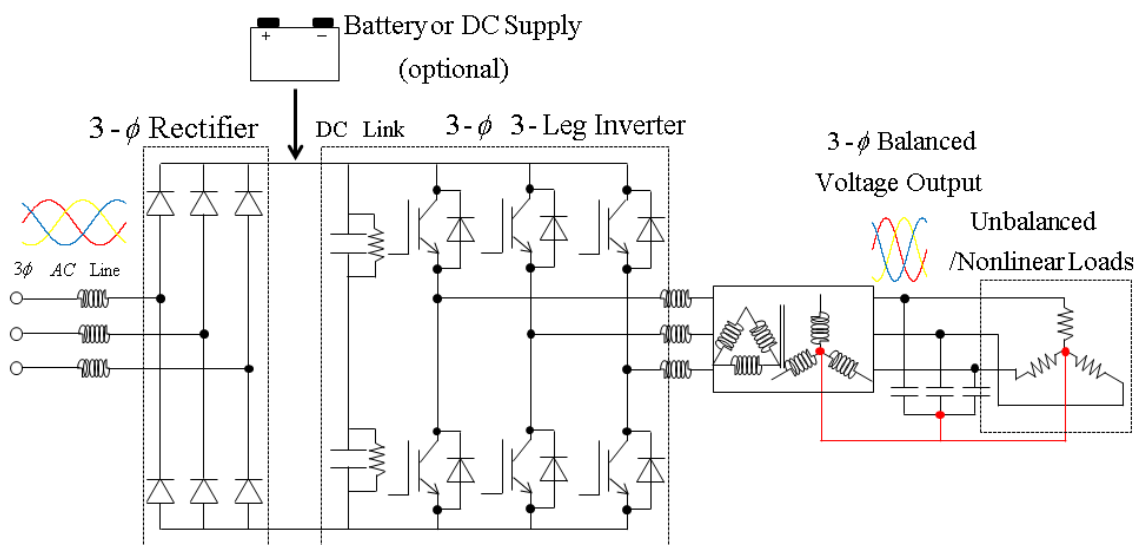 Battery or DC Supply
(optional)
+ −
3-ϕ Rectifier
DC Link
3-ϕ 3-Leg Inverter
3-ϕ Balanced
Voltage Output
Unbalanced
/Nonlinear Loads
3ϕ AC Line